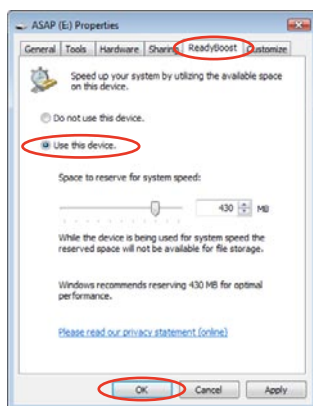 ASAP (E:) Properties
General Tools Hardware Sharing ReadyBoost Customize
Speed up your system by utilizing the available space
on this device.
Do not use this device.
Use this device.
Space to reserve for system speed:
430 MB
While the device is being used for system speed the
reserved space will not be available for file storage.
Windows recommends reserving 430 MB for optimal
performance.
Please read our privacy statement (online)
OK Cancel Apply